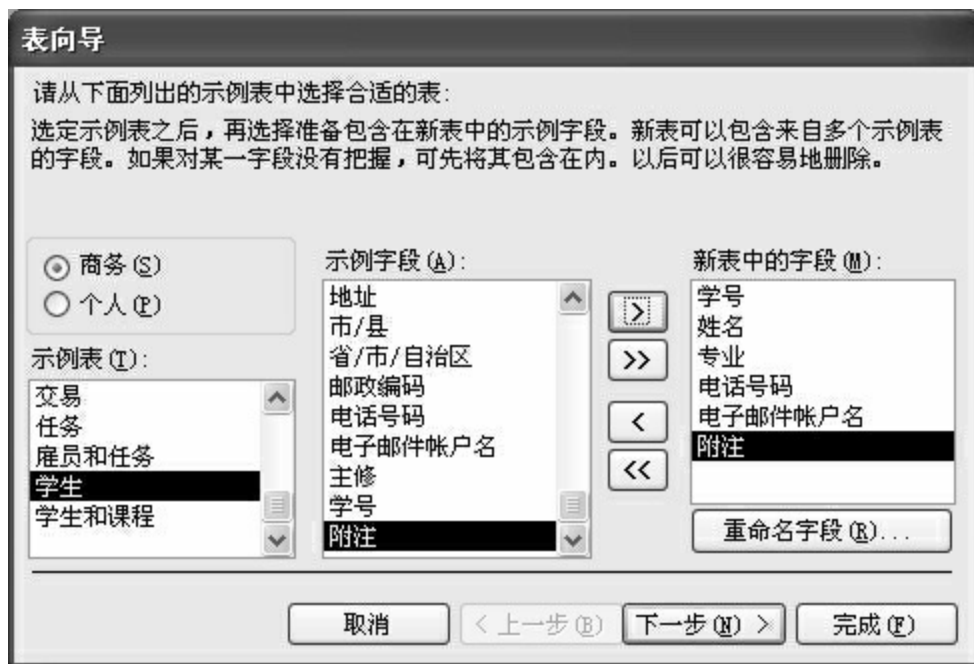 表向导
请从下面列出的示例表中选择合适的表:
选定示例表之后，再选择准备包含在新表中的示例字段。新表可以包含来自多个示例表
的字段。如果对某一字段没有把握，可先将其包含在内。以后可以很容易地删除。
商务(S)
个人(P)
示例表(T):
交易
任务
雇员和任务
学生
学生和课程
示例字段(A):
地址
市/县
省/市/自治区
邮政编码
电话号码
电子邮件帐户名
主修
学号
附注
>
>>
<
<<
新表中的字段(M):
学号
姓名
专业
电话号码
电子邮件帐户名
附注
重命名字段(R)...
取消
<上一步(B)
下一步(N) >
完成(F)